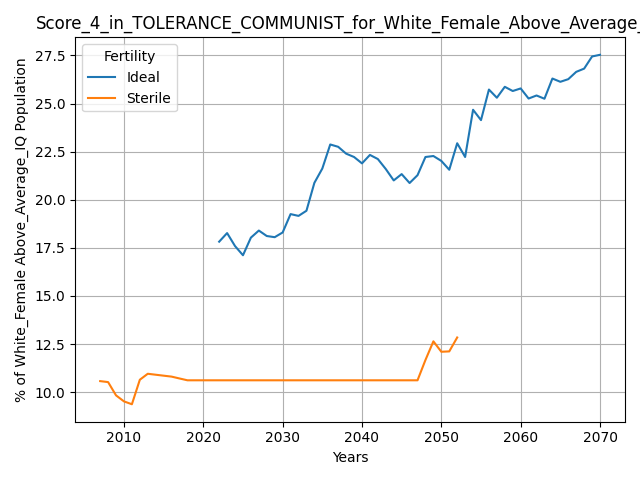 Score_4_in_TOLERANCE_COMMUNIST_for_White_Female_Above_Average_
Fertility
Ideal
Sterile
% of White_Female Above_Average_IQ Population
27.5
25.0
22.5
20.0
17.5
15.0
12.5
10.0
2010
2020
2030
2040
2050
2060
2070
Years